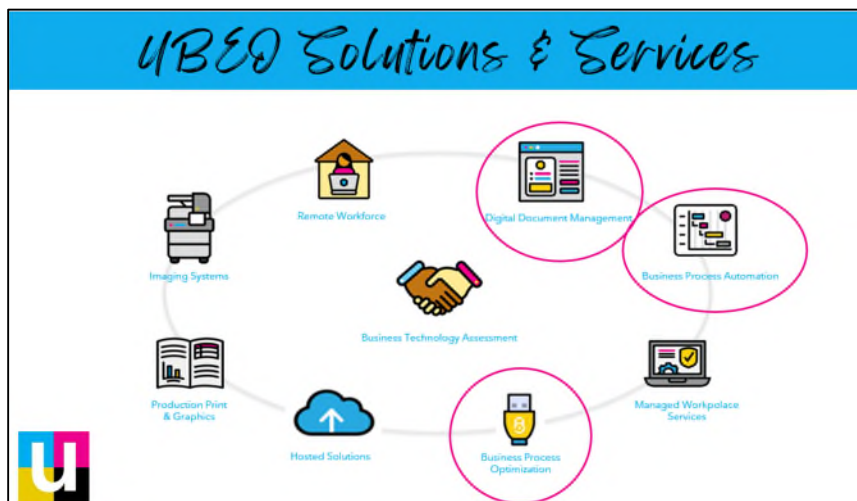 UBEO Solutions & Services
Remote Workforce
Digital Document Management
Imaging Systems
Business Process Automation
Business Technology Assessment
Production Print
& Graphics
Hosted Solutions
Business Process
Optimization
Managed Workpolace
Services
u